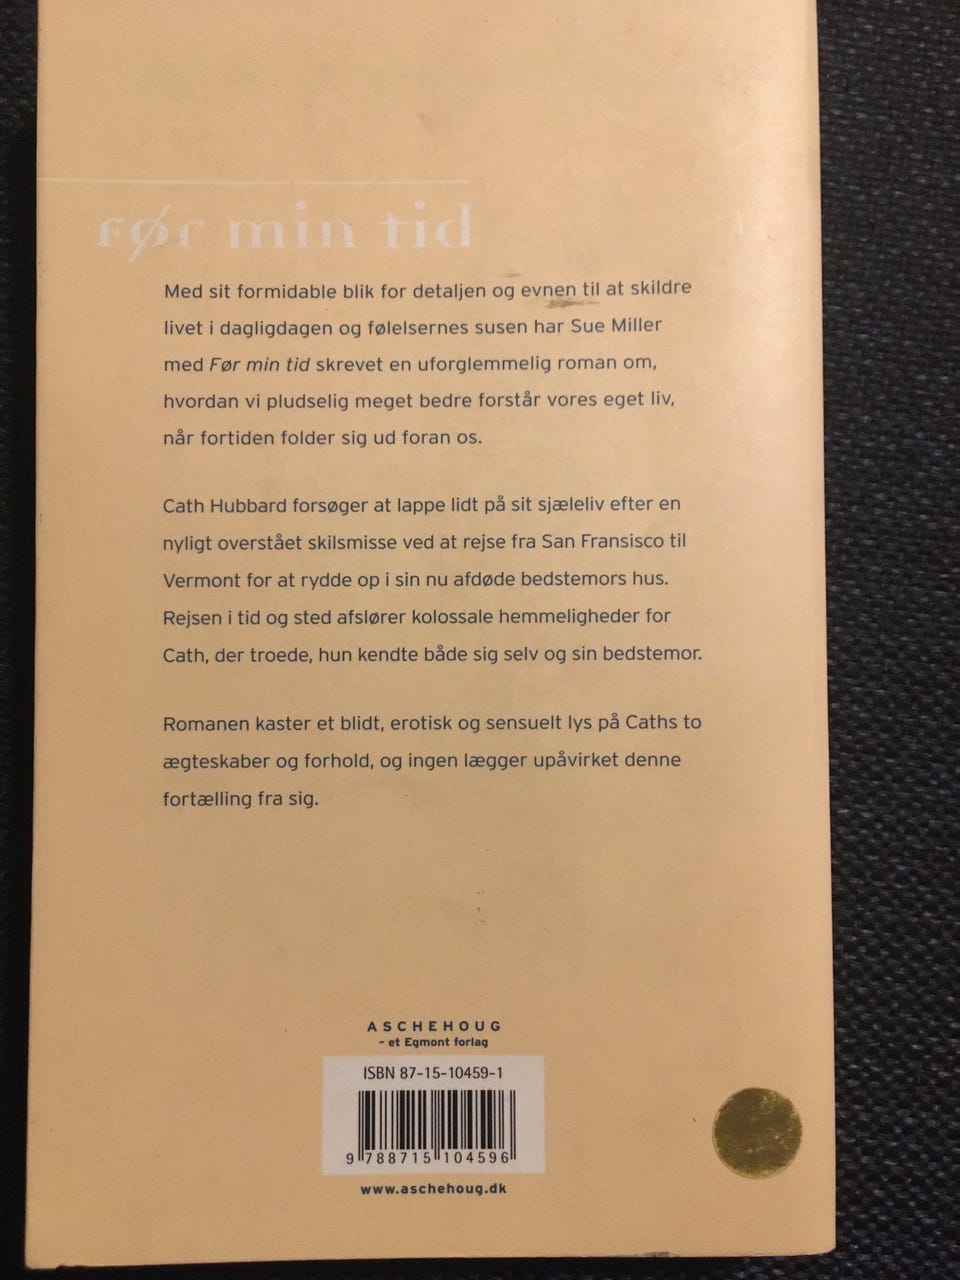 Før min tid
Med sit formidable blik for detaljen og evnen til at skildre
livet i dagligdagen og følelsernes susen har Sue Miller
med Før min tid skrevet en uforglemmelig roman om,
hvordan vi pludselig meget bedre forstår vores eget liv,
når fortiden folder sig ud foran os.
Cath Hubbard forsøger at lappe lidt på sit sjæleliv efter en
nyligt overstået skilsmisse ved at rejse fra San Fransisco til
Vermont for at rydde op i sin nu afdøde bedstemors hus.
Rejsen i tid og sted afslører kolossale hemmeligheder for
Cath, der troede, hun kendte både sig selv og sin bedstemor.
Romanen kaster et blidt, erotisk og sensuelt lys på Caths to
ægteskaber og forhold, og ingen lægger upåvirket denne
fortælling fra sig.
ASCHEHOUG
– et Egmont forlag
ISBN 87-15-10459-1
9 788715 104596
www.aschehoug.dk